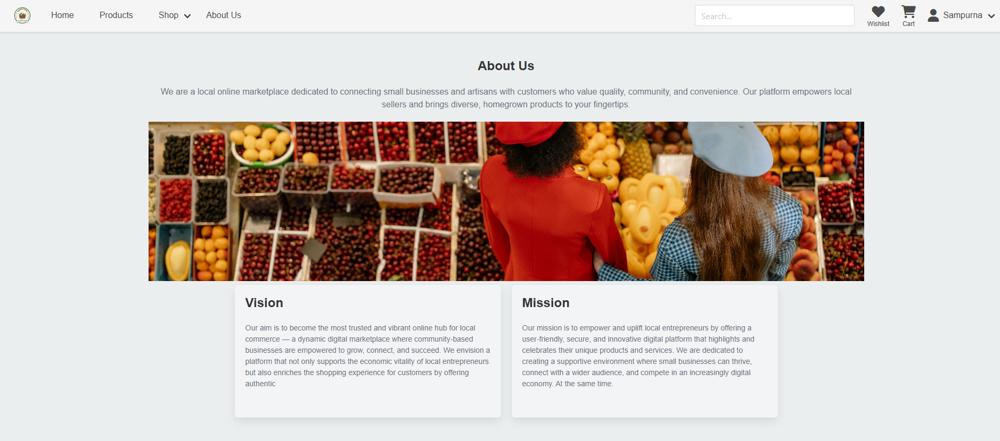 Home
Products
Shop
About Us
Search...
Wishlist
Cart
Sampurna
About Us
We are a local online marketplace dedicated to connecting small businesses and artisans with customers who value quality, community, and convenience. Our platform empowers local
sellers and brings diverse, homegrown products to your fingertips.
Vision
Our aim is to become the most trusted and vibrant online hub for local
commerce — a dynamic digital marketplace where community-based
businesses are empowered to grow, connect, and succeed. We envision a
platform that not only supports the economic vitality of local entrepreneurs
but also enriches the shopping experience for customers by offering
authentic
Mission
Our mission is to empower and uplift local entrepreneurs by offering a
user-friendly, secure, and innovative digital platform that highlights and
celebrates their unique products and services. We are dedicated to
creating a supportive environment where small businesses can thrive,
connect with a wider audience, and compete in an increasingly digital
economy. At the same time.